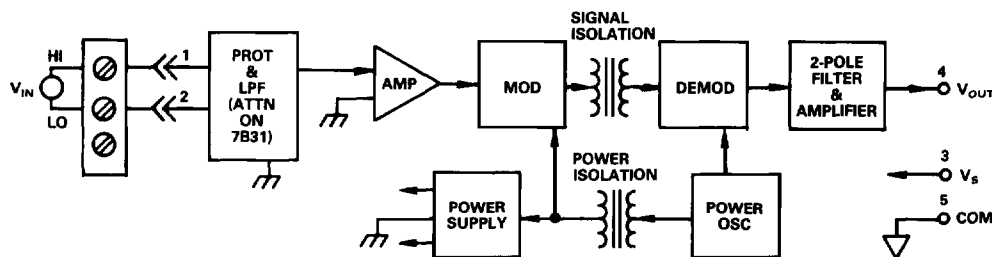 HI
V_IN
LO
1
2
PROT
&
LPF
(ATTN
ON
7B31)
AMP
MOD
SIGNAL
ISOLATION
DEMOD
2-POLE
FILTER
&
AMPLIFIER
4
V_OUT
POWER
SUPPLY
POWER
ISOLATION
POWER
OSC
3
V_S
5
COM